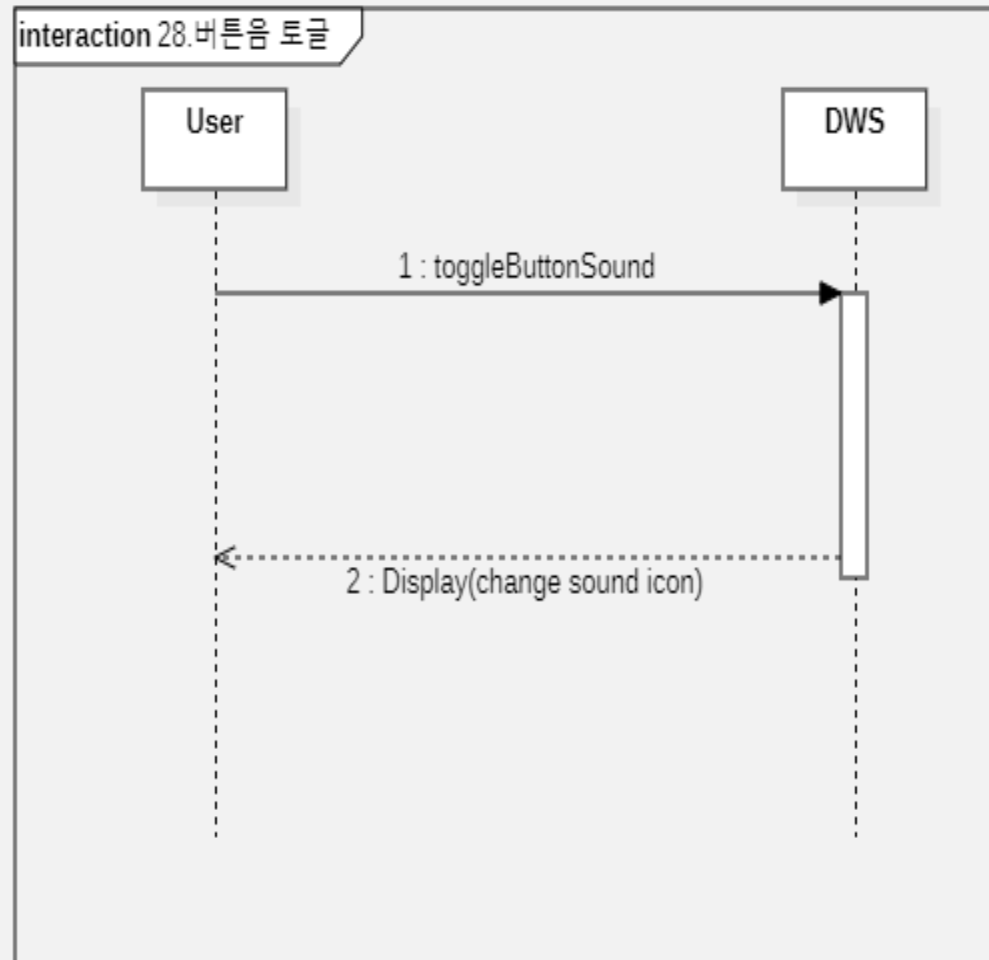 interaction 28.버튼음 토글
User
DWS
1 : toggleButtonSound
2 : Display(change sound icon)